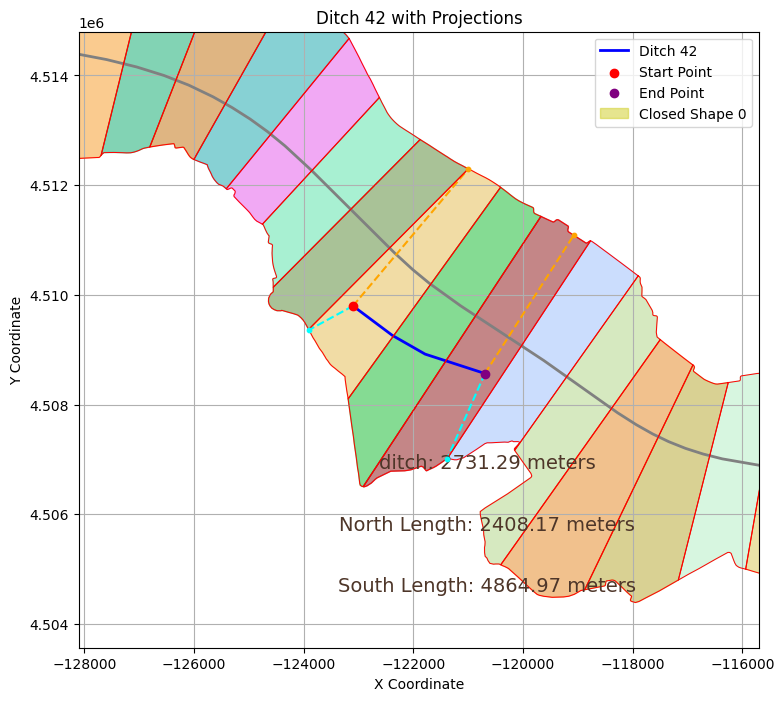 Ditch 42 with Projections
1e6
Ditch 42
Start Point
End Point
Closed Shape 0
4.514
4.512
4.510
4.508
4.506
4.504
Y Coordinate
ditch: 2731.29 meters
North Length: 2408.17 meters
South Length: 4864.97 meters
−128000 −126000 −124000 −122000 −120000 −118000 −116000
X Coordinate